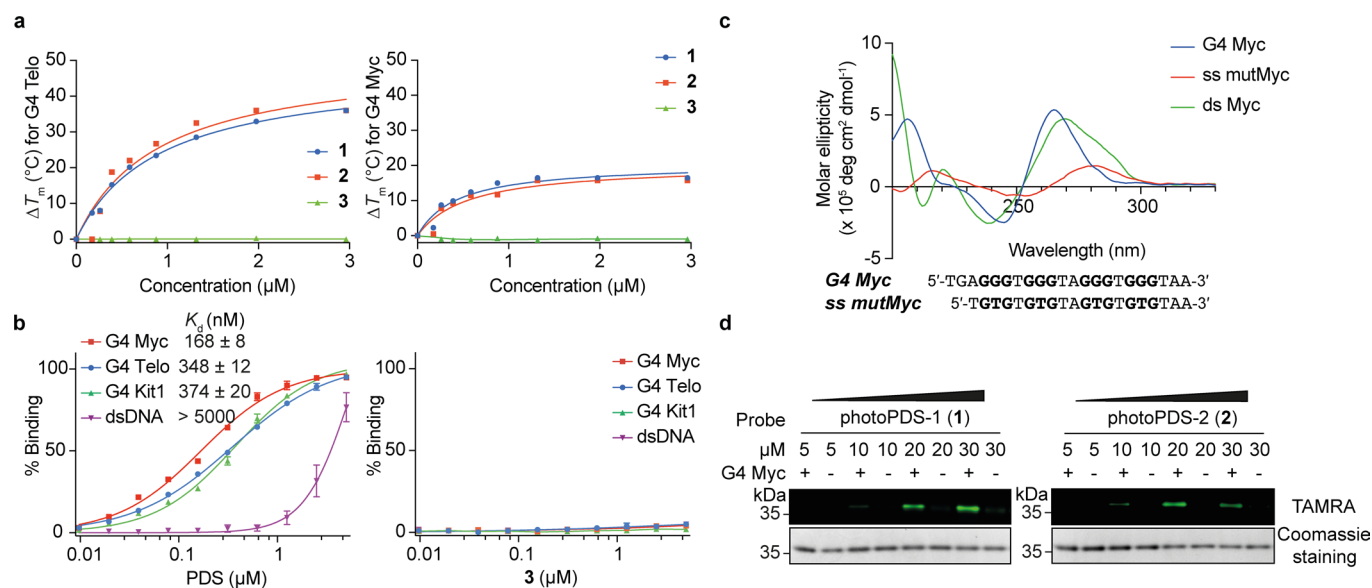 a
50
40
30
20
10
0
ΔTm (°C) for G4 Telo
1
2
3
0 1 2 3
Concentration (µM)
50
40
30
20
10
0
ΔTm (°C) for G4 Myc
1
2
3
0 1 2 3
Concentration (µM)
b
Kd (nM)
G4 Myc 168 ± 8
G4 Telo 348 ± 12
G4 Kit1 374 ± 20
dsDNA > 5000
100
50
0
% Binding
0.01 0.1 1
PDS (µM)
G4 Myc
G4 Telo
G4 Kit1
dsDNA
100
50
0
% Binding
0.01 0.1 1
3 (µM)
c
G4 Myc
ss mutMyc
ds Myc
Molar ellipticity
(x 10⁵ deg cm² dmol⁻¹)
10
5
0
-5
250 300
Wavelength (nm)
G4 Myc 5′-TGAGGGTGGGTAGGGTGGGTAA-3′
ss mutMyc 5′-TGTGTGTGTAGTGTGTGTAA-3′
d
Probe photoPDS-1 (1) photoPDS-2 (2)
µM 5 5 10 10 20 20 30 30 5 5 10 10 20 20 30 30
G4 Myc + - + - + - + - + - + - + - + -
kDa
35
kDa
35
TAMRA
35
35
Coomassie
staining